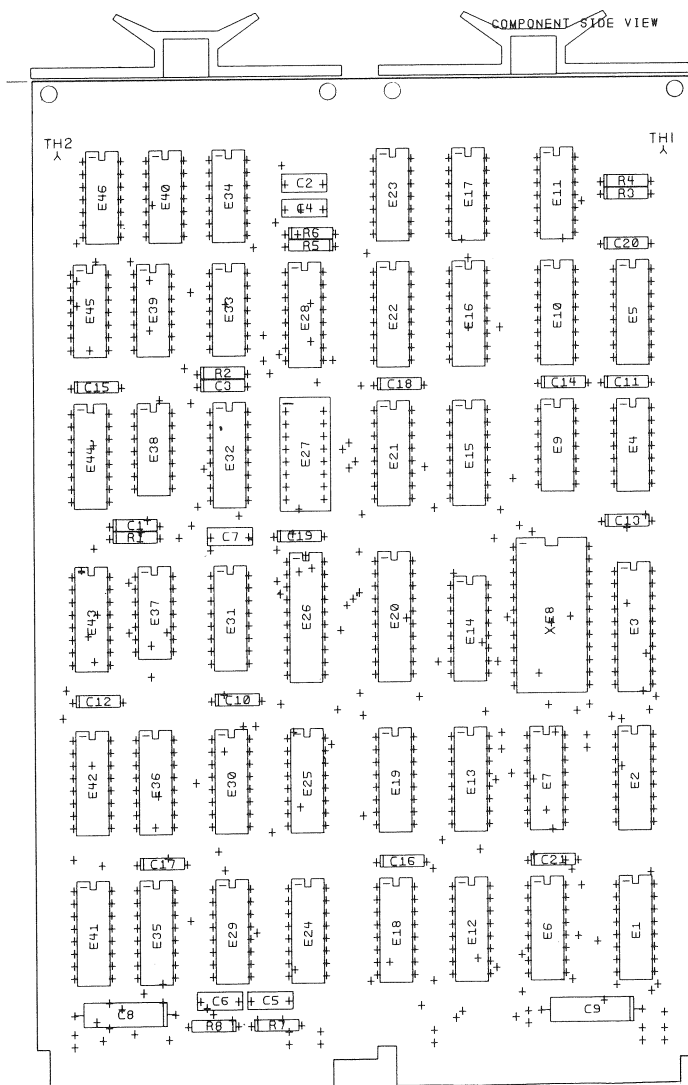 COMPONENT SIDE VIEW
TH2
TH1
E46
E40
E34
C2
C4
R6
R5
E23
E17
E11
R4
R3
C20
E45
E39
E33
E28
E22
E16
E10
E5
R2
C3
C15
C18
C14
C11
E44
E38
E32
E27
E21
E15
E9
E4
C1
R1
C7
C19
C13
E43
E37
E31
E26
E20
E14
XE8
E3
C12
C10
E42
E36
E30
E25
E19
E13
E7
E2
C17
C16
C21
E41
E35
E29
E24
E18
E12
E6
E1
C8
C6
C5
R8
R7
C9